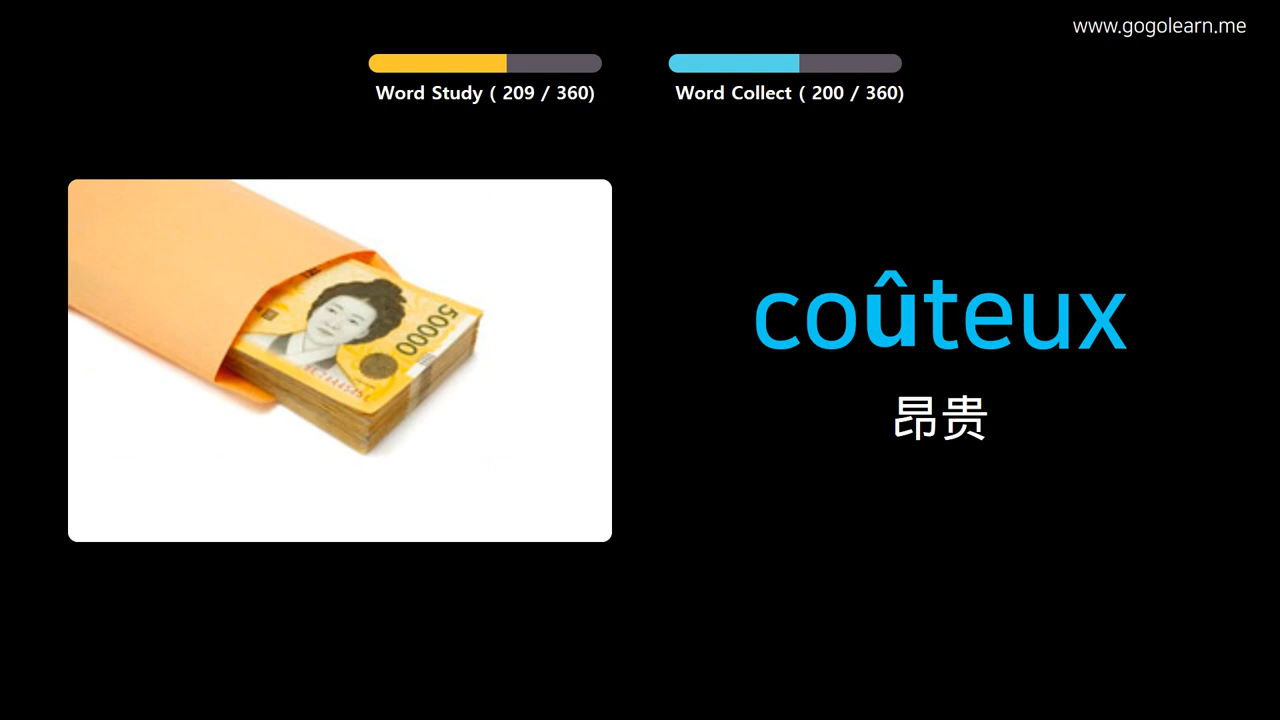 www.gogolearn.me
Word Study ( 209 / 360)
Word Collect ( 200 / 360)
50000
coûteux
昂贵